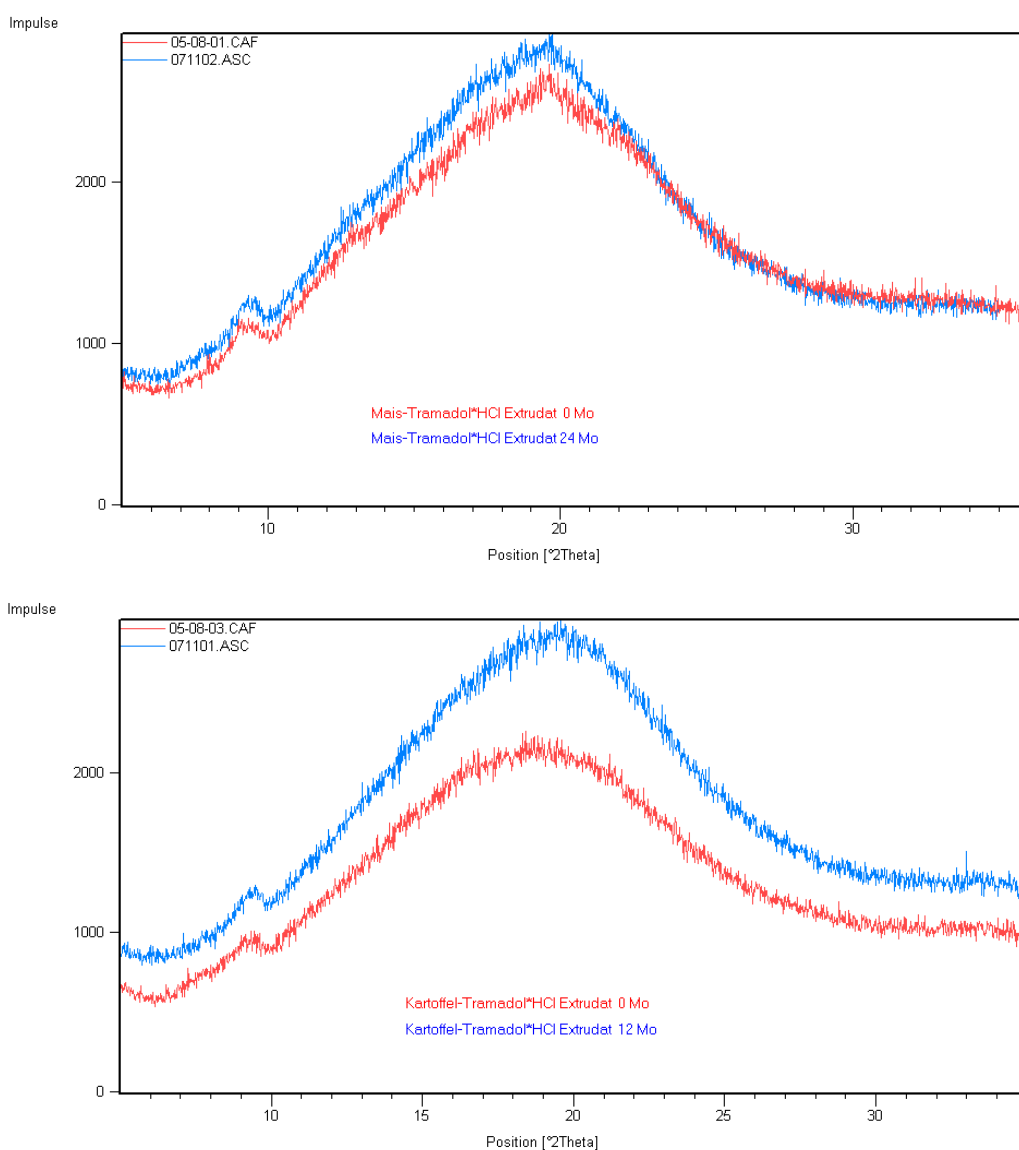 Impulse
05-08-01.CAF
071102.ASC
2000
1000
Mais-Tramadol*HCl Extrudat 0 Mo
Mais-Tramadol*HCl Extrudat 24 Mo
0
10 20 30
Position [°2Theta]
Impulse
05-08-03.CAF
071101.ASC
2000
1000
Kartoffel-Tramadol*HCl Extrudat 0 Mo
Kartoffel-Tramadol*HCl Extrudat 12 Mo
0
10 15 20 25 30
Position [°2Theta]